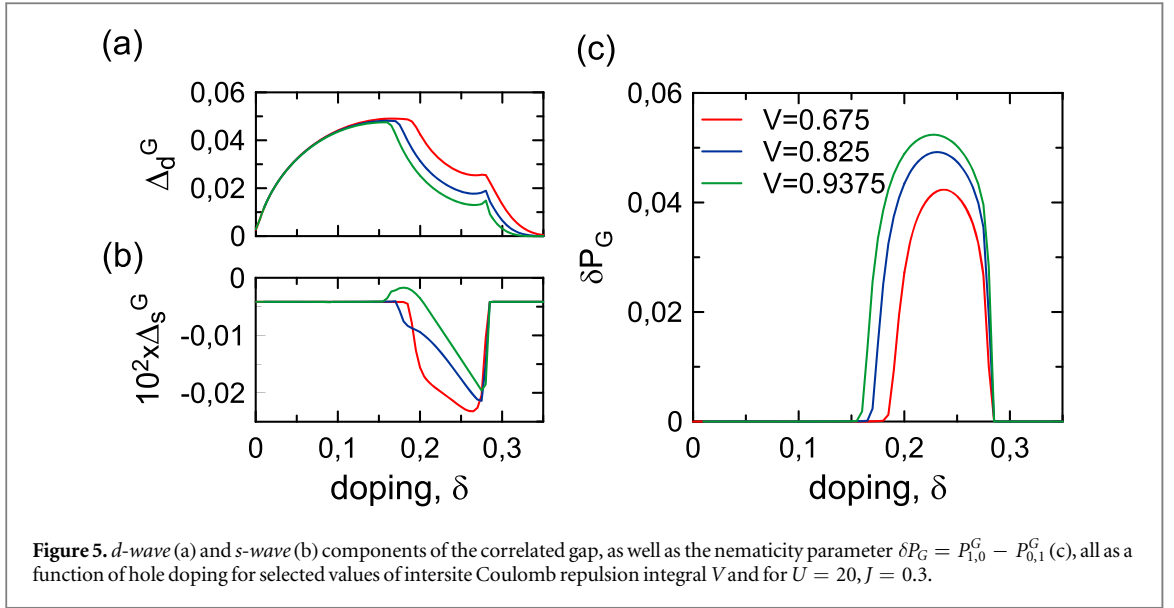 (a)
0,06
0,04
0,02
0
Δ_d^G
(b)
0
-0,01
-0,02
10²xΔ_s^G
0 0,1 0,2 0,3
doping, δ
(c)
0,06
0,04
0,02
0
δP_G
V=0.675
V=0.825
V=0.9375
0 0,1 0,2 0,3
doping, δ
Figure 5. d-wave (a) and s-wave (b) components of the correlated gap, as well as the nematicity parameter δP_G = P_{1,0}^G − P_{0,1}^G (c), all as a
function of hole doping for selected values of intersite Coulomb repulsion integral V and for U = 20, J = 0.3.